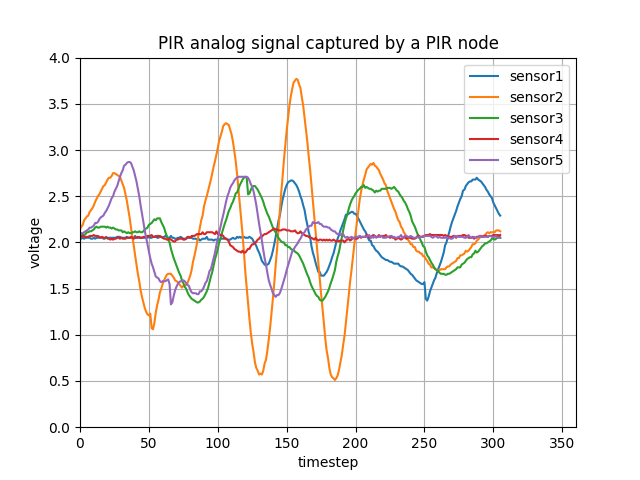 PIR analog signal captured by a PIR node
sensor1
sensor2
sensor3
sensor4
sensor5
voltage
4.0
3.5
3.0
2.5
2.0
1.5
1.0
0.5
0.0
0 50 100 150 200 250 300 350
timestep